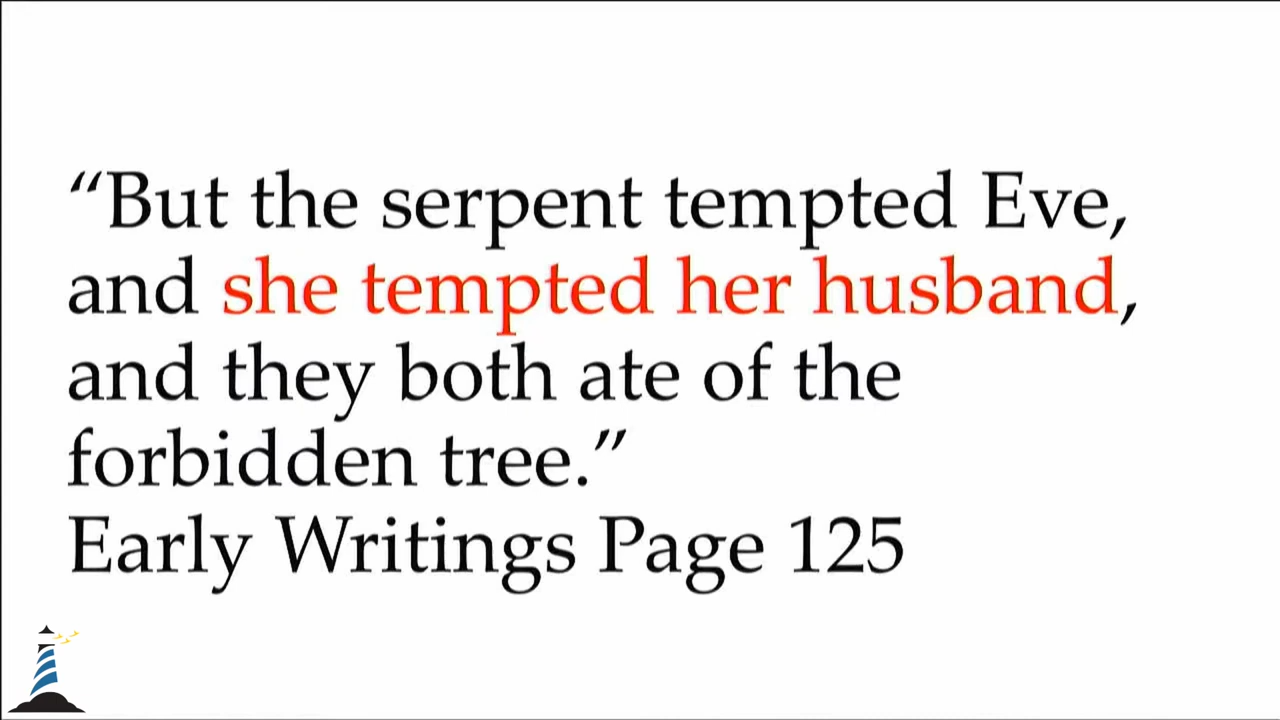 “But the serpent tempted Eve,
and she tempted her husband,
and they both ate of the
forbidden tree.”
Early Writings Page 125